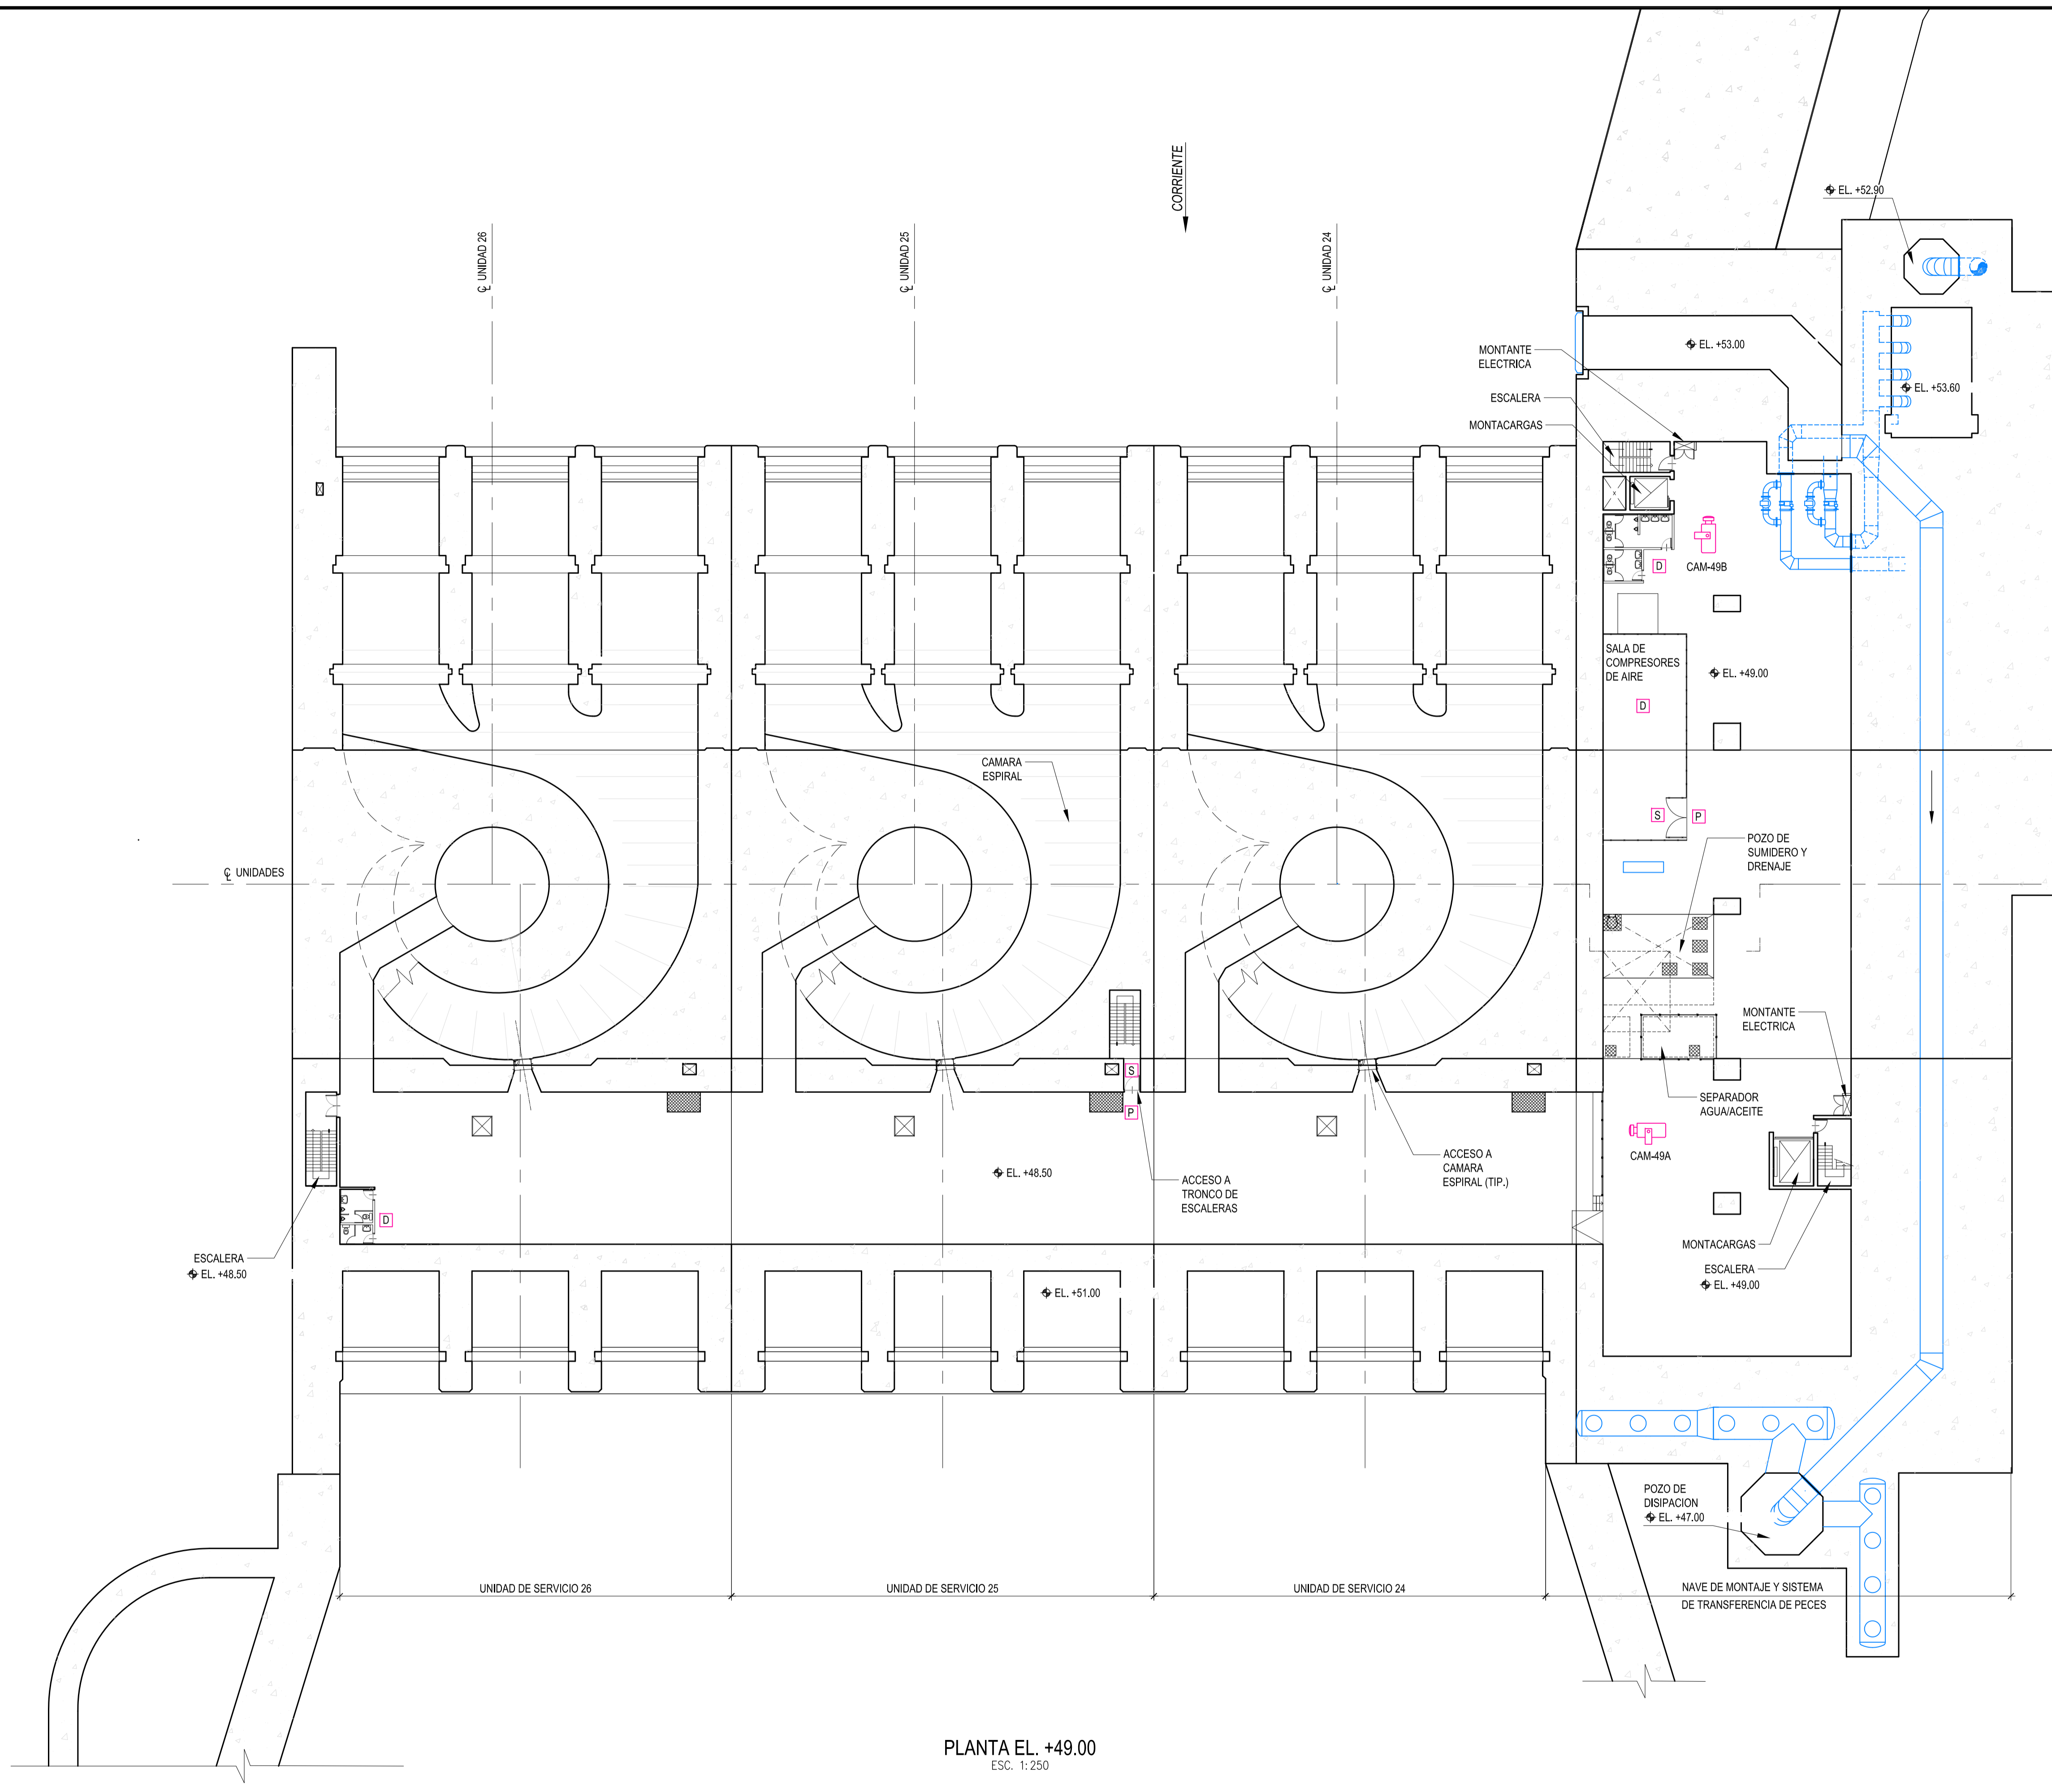 CORRIENTE
EL. +52.90
℄ UNIDAD 26
℄ UNIDAD 25
℄ UNIDAD 24
EL. +53.00
MONTANTE
ELECTRICA
EL. +53.60
ESCALERA
MONTACARGAS
D
CAM-49B
SALA DE
COMPRESORES
DE AIRE
EL. +49.00
D
CAMARA
ESPIRAL
S
P
POZO DE
SUMIDERO Y
DRENAJE
℄ UNIDADES
MONTANTE
ELECTRICA
S
P
SEPARADOR
AGUA/ACEITE
CAM-49A
ACCESO A
CAMARA
ESPIRAL (TIP.)
EL. +48.50
ACCESO A
TRONCO DE
ESCALERAS
D
MONTACARGAS
ESCALERA
EL. +48.50
ESCALERA
EL. +49.00
EL. +51.00
POZO DE
DISIPACION
EL. +47.00
UNIDAD DE SERVICIO 26
UNIDAD DE SERVICIO 25
UNIDAD DE SERVICIO 24
NAVE DE MONTAJE Y SISTEMA
DE TRANSFERENCIA DE PECES
PLANTA EL. +49.00
ESC. 1:250